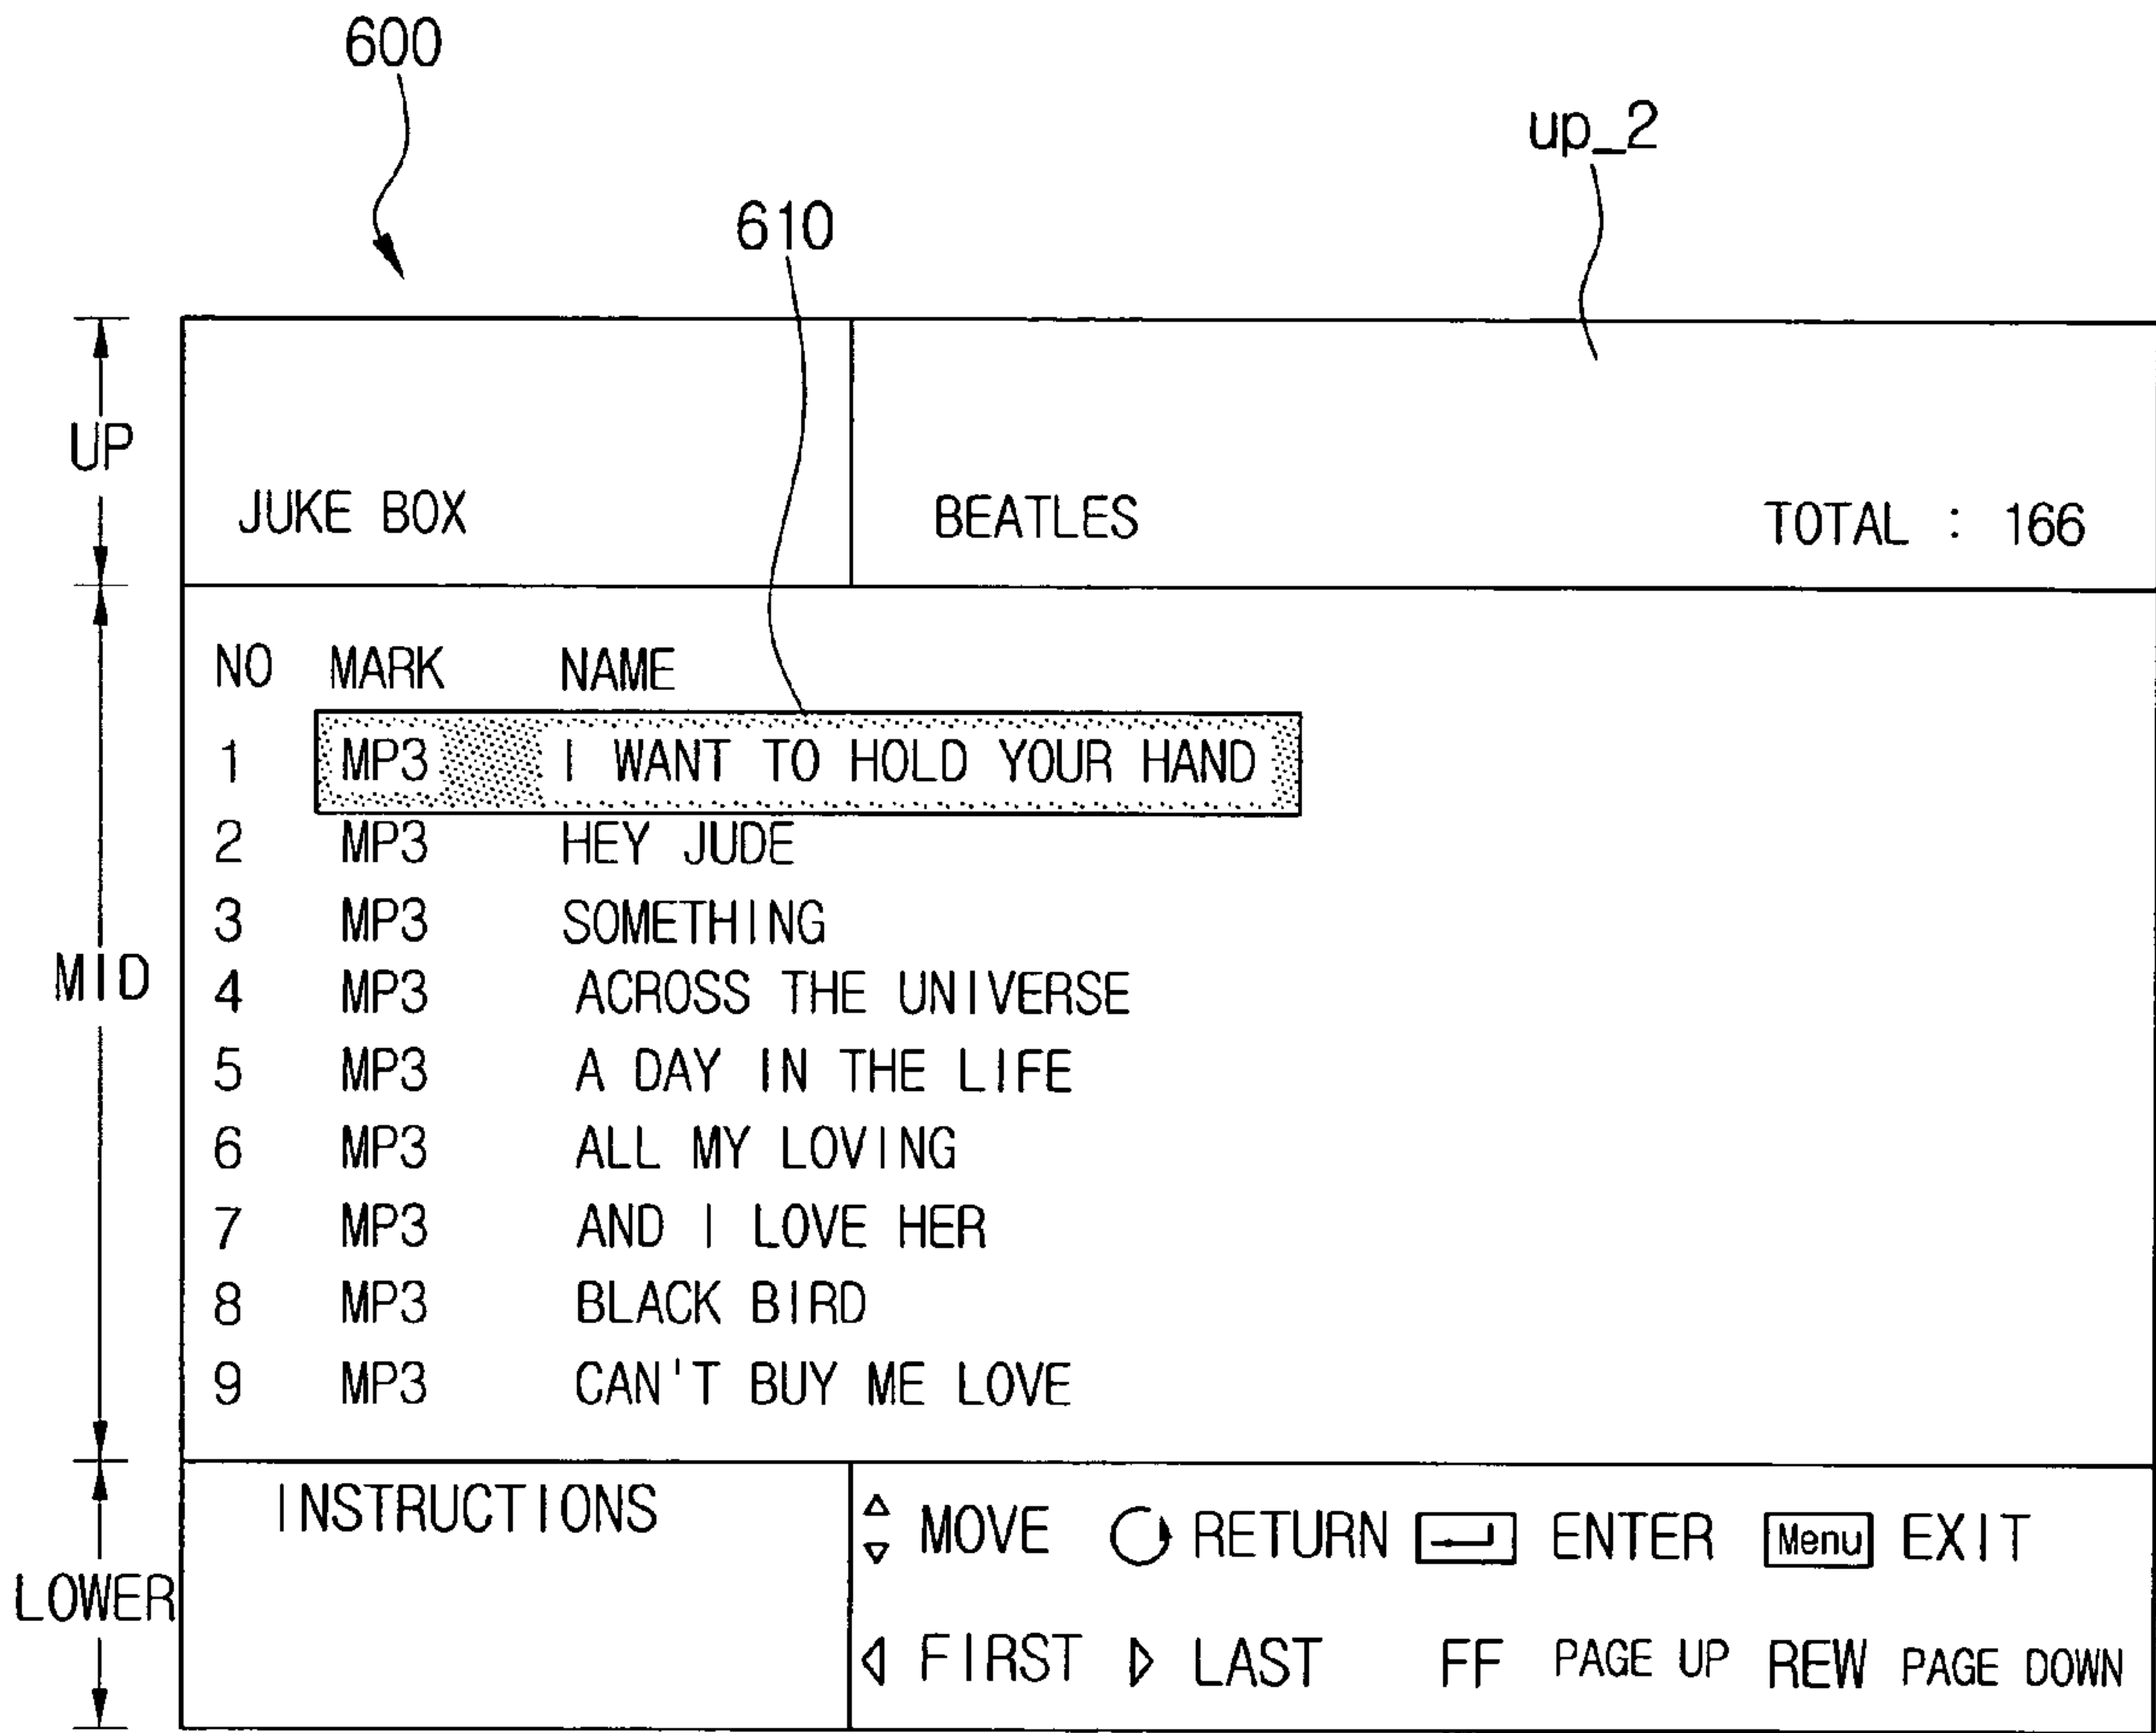 600
up_2
610
UP
JUKE BOX BEATLES TOTAL : 166
NO MARK NAME
1 MP3 I WANT TO HOLD YOUR HAND
2 MP3 HEY JUDE
3 MP3 SOMETHING
MID
4 MP3 ACROSS THE UNIVERSE
5 MP3 A DAY IN THE LIFE
6 MP3 ALL MY LOVING
7 MP3 AND I LOVE HER
8 MP3 BLACK BIRD
9 MP3 CAN'T BUY ME LOVE
LOWER
INSTRUCTIONS
MOVE RETURN ENTER Menu EXIT
FIRST LAST FF PAGE UP REW PAGE DOWN